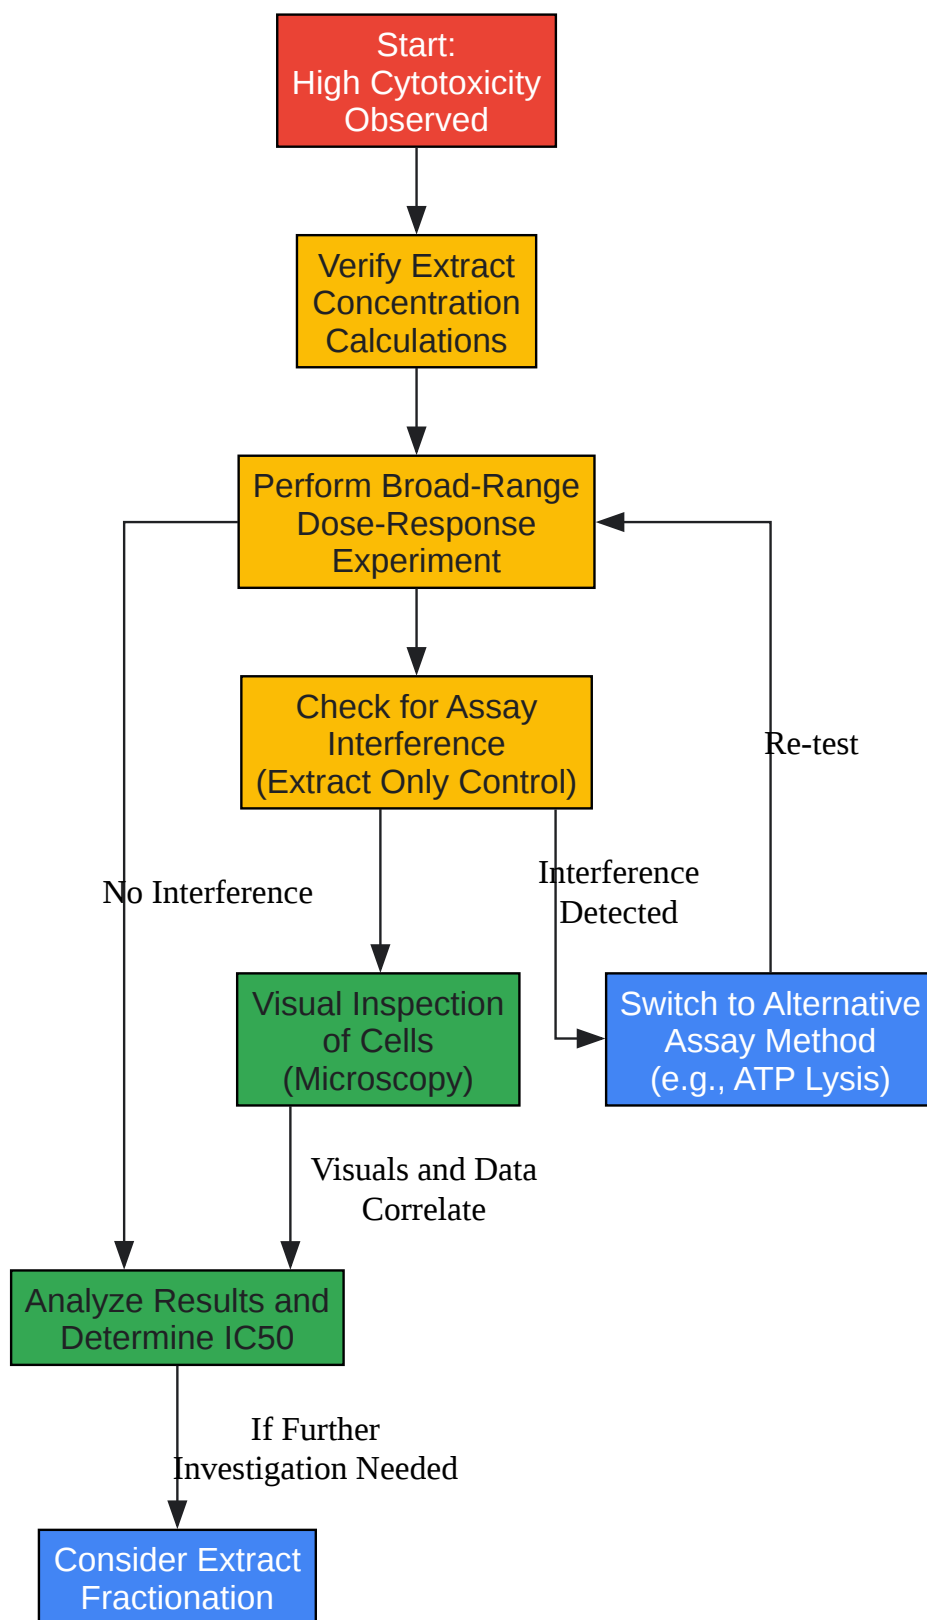 Start:
High Cytotoxicity
Observed
Verify Extract
Concentration
Calculations
Perform Broad-Range
Dose-Response
Experiment
Check for Assay
Interference
(Extract Only Control)
Re-test
No Interference
Interference
Detected
Visual Inspection
of Cells
(Microscopy)
Switch to Alternative
Assay Method
(e.g., ATP Lysis)
Visuals and Data
Correlate
Analyze Results and
Determine IC50
If Further
Investigation Needed
Consider Extract
Fractionation